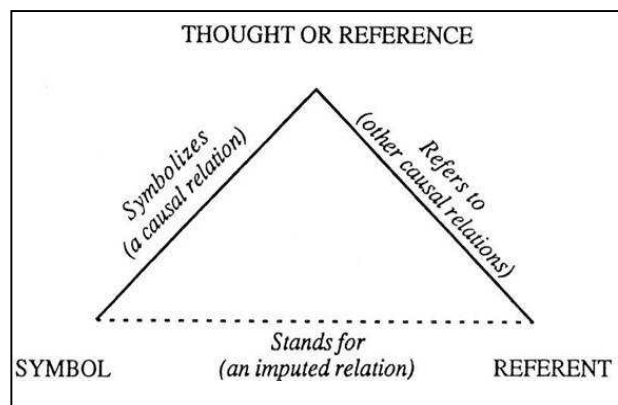 THOUGHT OR REFERENCE
Symbolizes
(a causal relation)
Refers to
(other causal relations)
Stands for
(an imputed relation)
SYMBOL
REFERENT